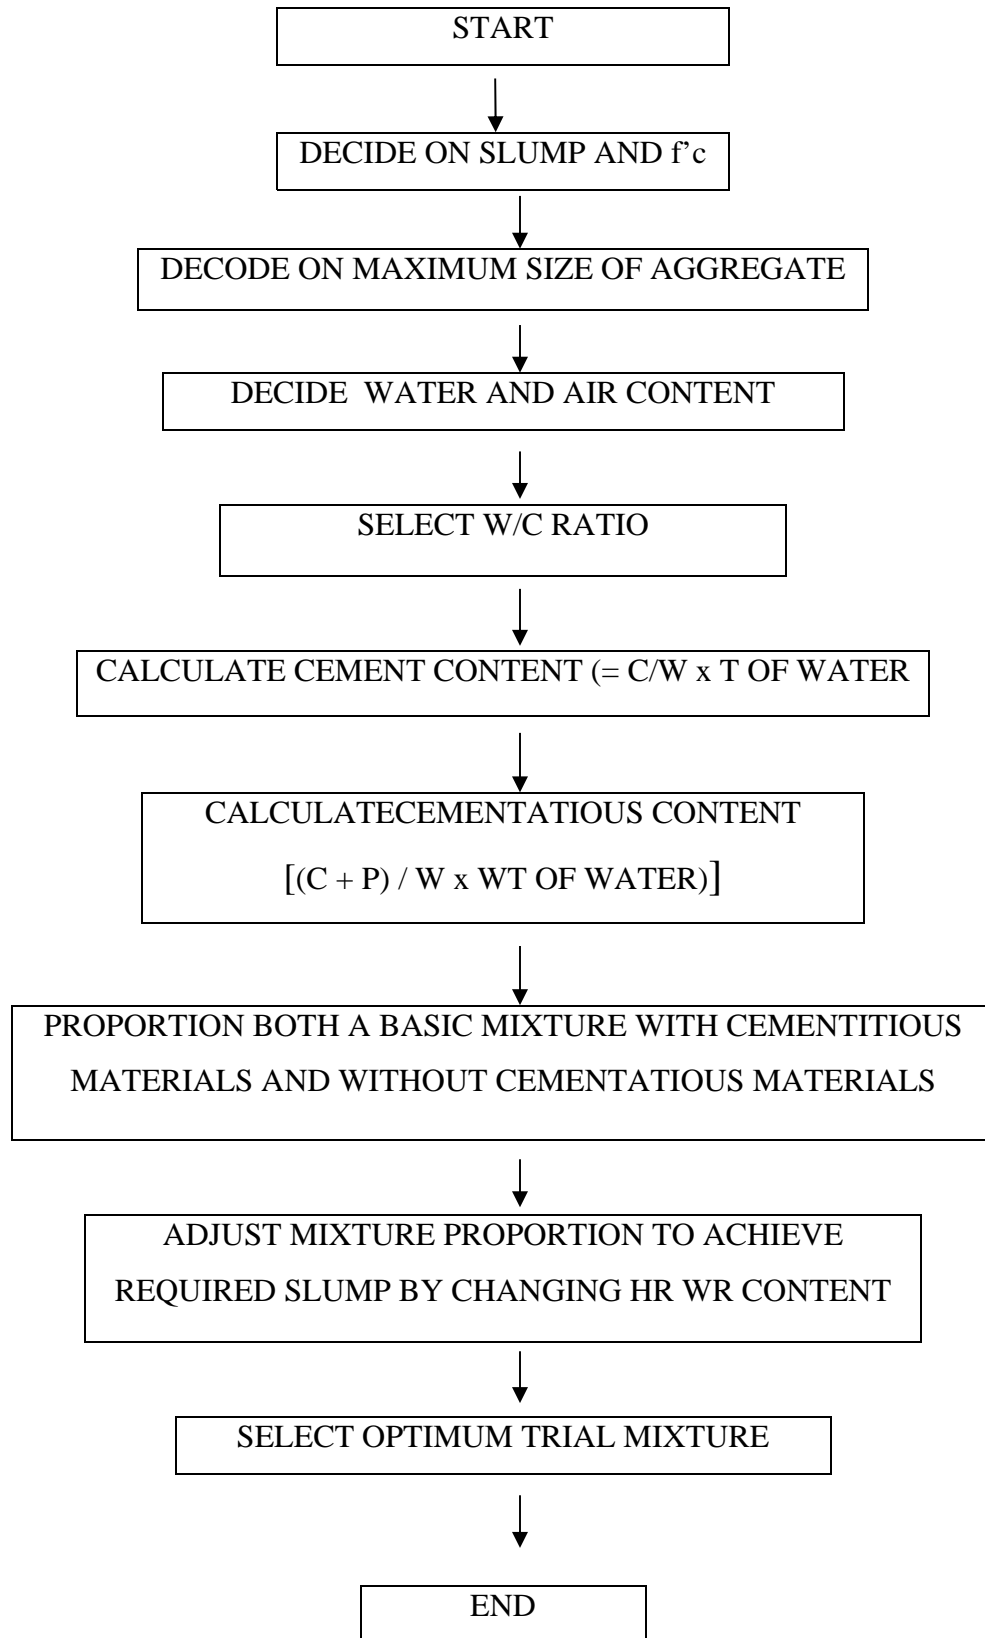 START
DECIDE ON SLUMP AND f’c
DECODE ON MAXIMUM SIZE OF AGGREGATE
DECIDE WATER AND AIR CONTENT
SELECT W/C RATIO
CALCULATE CEMENT CONTENT (= C/W x T OF WATER
CALCULATECEMENTATIOUS CONTENT
[(C + P) / W x WT OF WATER)]
PROPORTION BOTH A BASIC MIXTURE WITH CEMENTITIOUS
MATERIALS AND WITHOUT CEMENTATIOUS MATERIALS
ADJUST MIXTURE PROPORTION TO ACHIEVE
REQUIRED SLUMP BY CHANGING HR WR CONTENT
SELECT OPTIMUM TRIAL MIXTURE
END